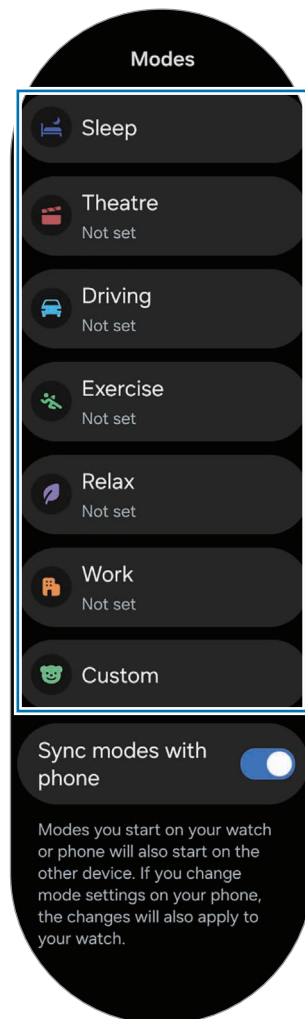 Modes
Sleep
Theatre
Not set
Driving
Not set
Exercise
Not set
Relax
Not set
Work
Not set
Custom
Sync modes with
phone
Modes you start on your watch
or phone will also start on the
other device. If you change
mode settings on your phone,
the changes will also apply to
your watch.